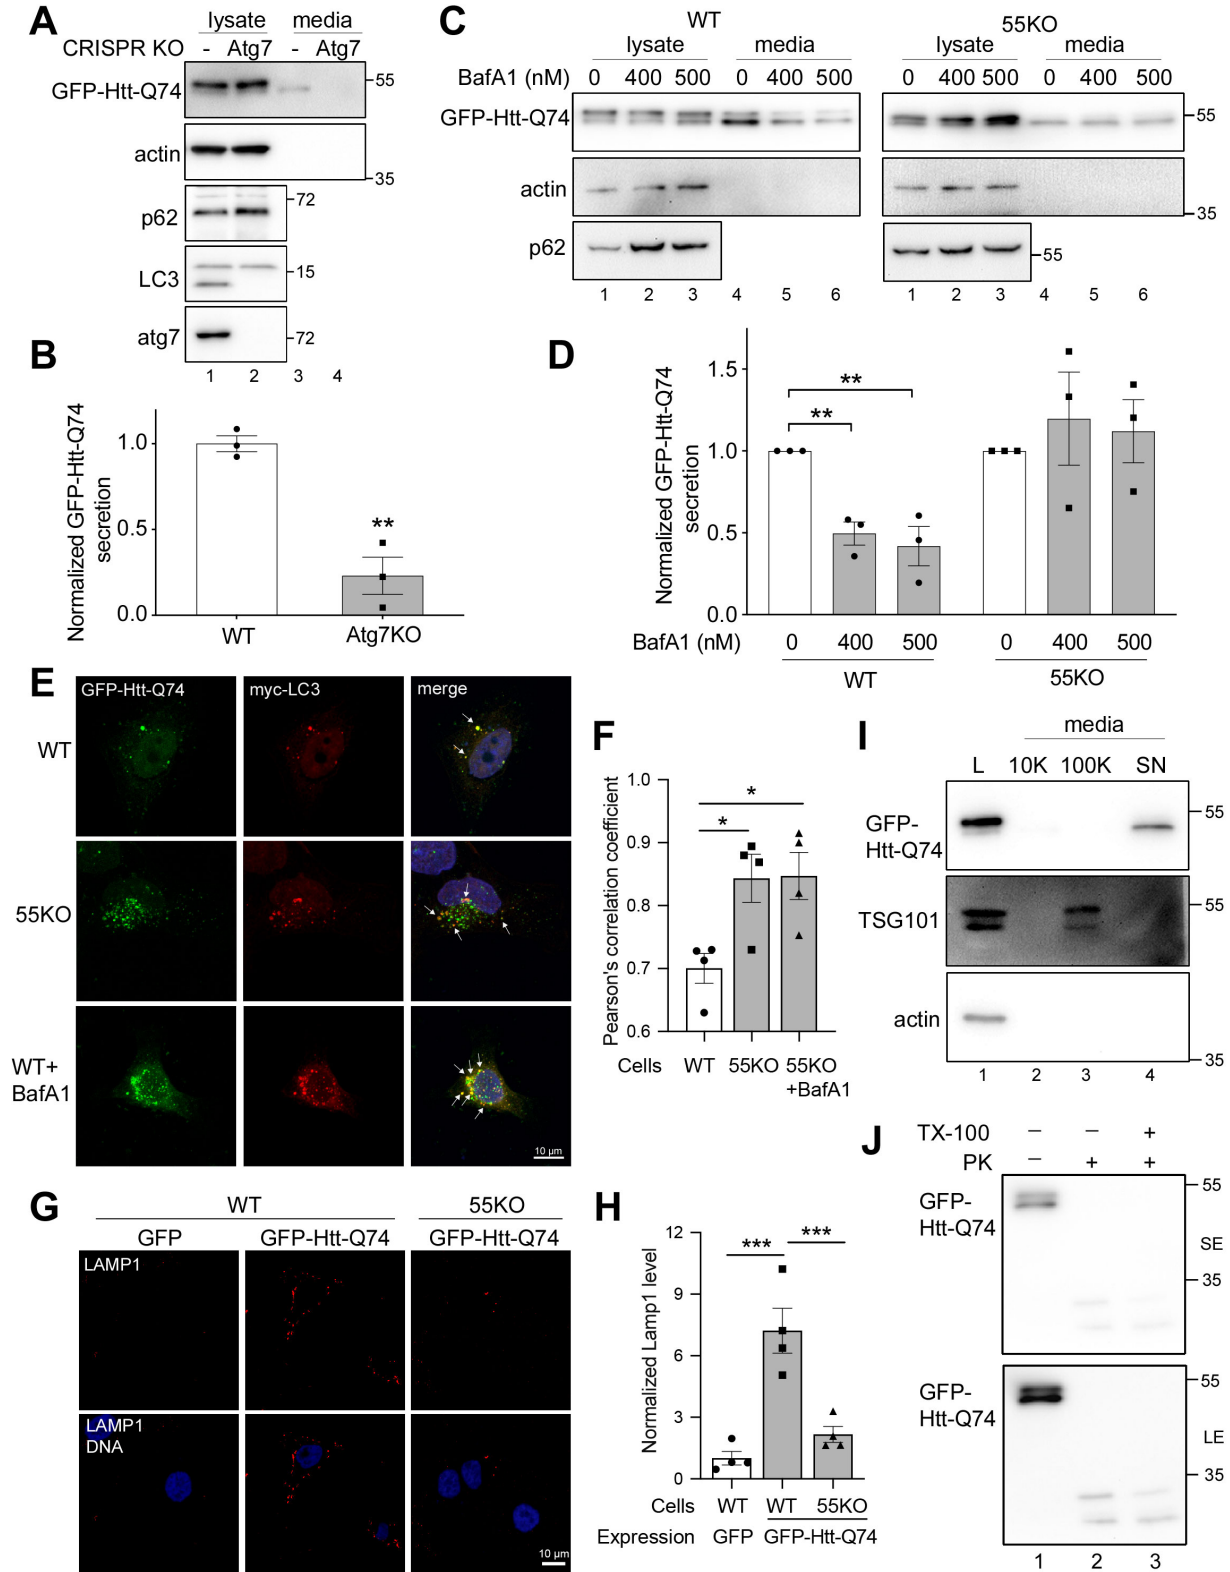 A
lysate media
CRISPR KO - Atg7 - Atg7
GFP-Htt-Q74 55
actin
35
p62 72
LC3 15
atg7 72
1 2 3 4
B
Normalized GFP-Htt-Q74
secretion
1.0
0.5
0.0
**
WT Atg7KO
C
WT 55KO
lysate media lysate media
BafA1 (nM) 0 400 500 0 400 500 0 400 500 0 400 500
GFP-Htt-Q74 55
actin
35
p62 55
1 2 3 4 5 6 1 2 3 4 5 6
D
Normalized GFP-Htt-Q74
secretion
1.5
1.0
0.5
0.0
**
**
BafA1 (nM) 0 400 500 0 400 500
WT 55KO
E
GFP-Htt-Q74 myc-LC3 merge
WT
55KO
WT+
BafA1
10 μm
F
Pearson's correlation coefficient
1.0
0.9
0.8
0.7
0.6
*
*
Cells WT 55KO 55KO
+BafA1
G
WT 55KO
GFP GFP-Htt-Q74 GFP-Htt-Q74
LAMP1
LAMP1
DNA
10 μm
H
Normalized Lamp1 level
12
9
6
3
0
*** ***
Cells WT WT 55KO
Expression GFP GFP-Htt-Q74
I
media
L 10K 100K SN
GFP-
Htt-Q74
55
TSG101
55
actin
35
1 2 3 4
J
TX-100 – – +
PK – + +
GFP-
Htt-Q74
55
SE
35
GFP-
Htt-Q74
55
LE
35
1 2 3